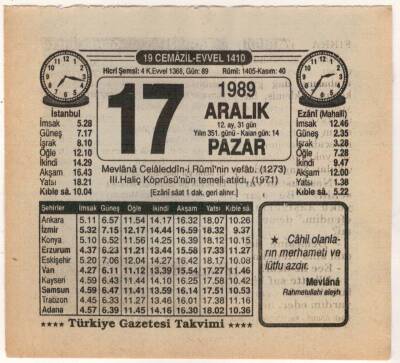 19 CEMAZİL-EVVEL 1410
Hicrî Şemsî: 4 K.Evvel 1368, Gün: 89 Rûmî: 1405-Kasım: 40
17
1989
ARALIK
12. ay, 31 gün
Yılın 351. günü - Kalan gün: 14
PAZAR
İstanbul
İmsak 5.28
Güneş 7.17
İşrak 8.10
Öğle 12.10
İkindi 14.29
Akşam 16.43
Yatsı 18.21
Kıble sâ. 10.04
Ezânî (Mahallî)
İmsak 12.46
Güneş 2.35
İşrak 3.28
Öğle 7.28
İkindi 9.47
Akşam 12.00
Yatsı 1.38
Kıble sâ. 5.22
Mevlânâ Celâleddîn-i Rûmî'nin vefâtı. (1273)
III.Haliç Köprüsü'nün temeli atıldı. (1971)
[Ezânî sâat 1 dak. geri alınır.]
Şehirler İmsak Güneş Öğle İkindi Akşam Yatsı Kıble sâ.
Ankara 5.11 6.57 11.54 14.17 16.32 18.07 10.26
İzmir 5.32 7.15 12.17 14.44 16.59 18.32 9.37
Konya 5.10 6.52 11.56 14.25 16.39 18.12 10.15
Erzurum 4.37 6.23 11.21 13.44 15.58 17.33 11.27
Eskişehir 5.20 7.06 12.04 14.27 16.42 18.17 10.08
Van 4.27 6.11 11.12 13.39 15.54 17.27 11.46
Kayseri 4.59 6.43 11.44 14.10 16.25 17.58 10.42
Samsun 4.59 6.47 11.41 13.59 16.14 17.51 10.53
Trabzon 4.45 6.33 11.27 13.46 16.01 17.38 11.16
Adana 4.57 6.39 11.45 14.16 16.30 18.02 10.36
★ Câhil olanların merhameti ve
lütfu azdır.
Mevlânâ
Rahmetullahi aleyh
★★★★ Türkiye Gazetesi Takvimi ★★★★